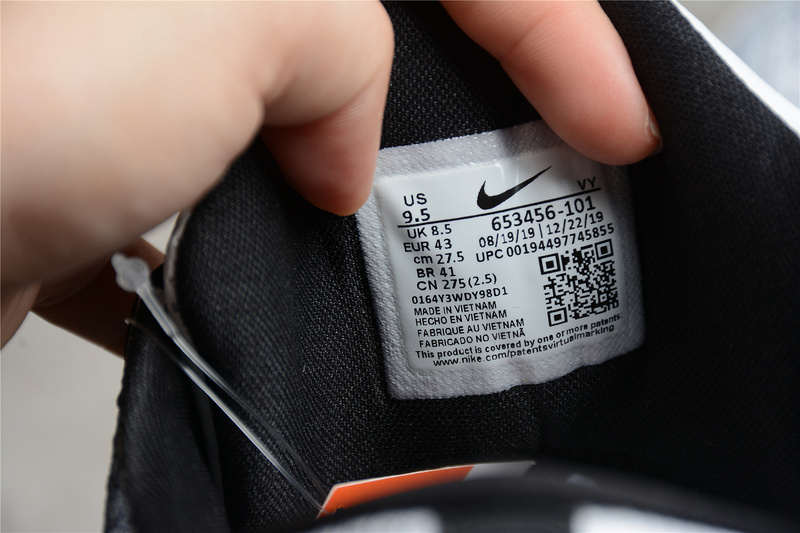 US
9.5
VY
653456-101
UK 8.5
08/19/19 | 12/22/19
EUR 43
UPC 00194497745855
cm 27.5
BR 41
CN 275 (2.5)
0164Y3WDY98D1
MADE IN VIETNAM
HECHO EN VIETNAM
FABRIQUE AU VIETNAM
FABRICADO NO VIETNÃ
This product is covered by one or more patents.
www.nike.com/patentsvirtualmarking